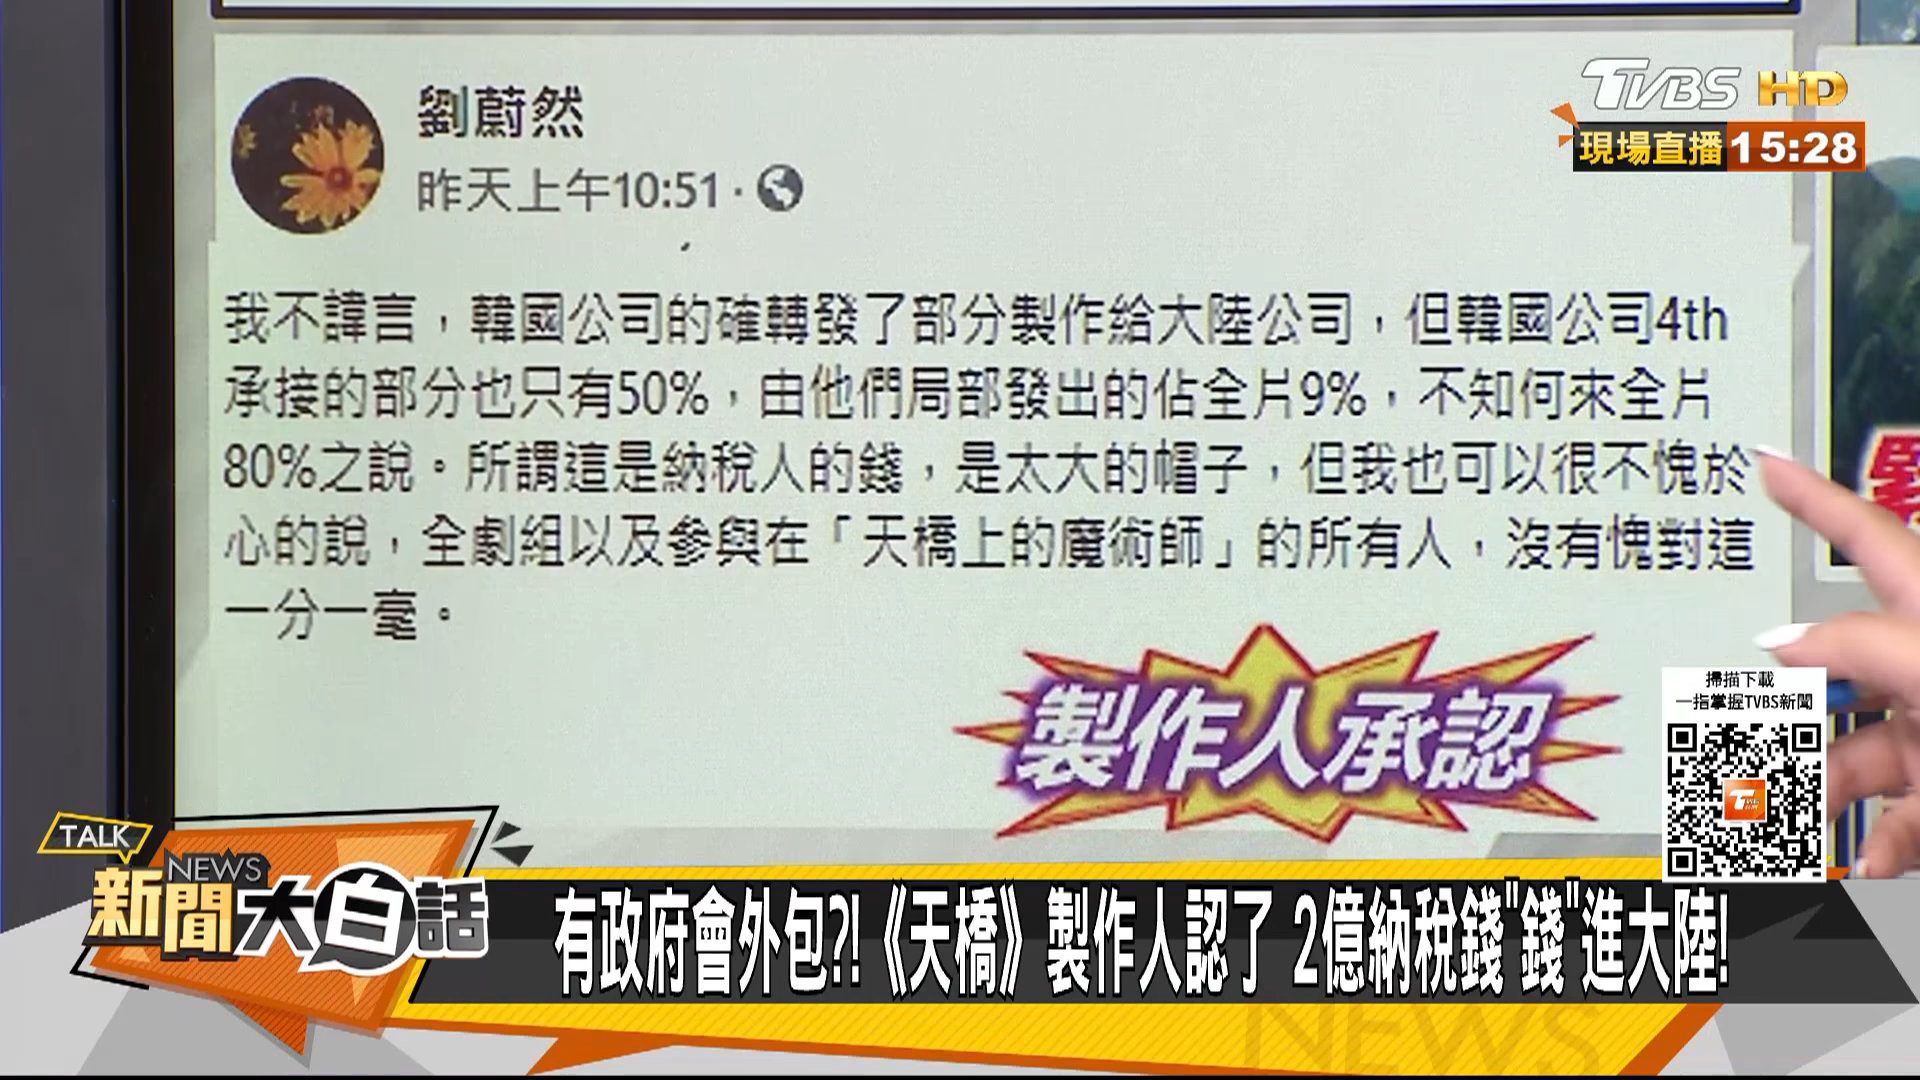 TVBS HD
現場直播 15:28
劉蔚然
昨天上午10:51 ·
我不諱言，韓國公司的確轉發了部分製作給大陸公司，但韓國公司4th
承接的部分也只有50%，由他們局部發出的佔全片9%，不知何來全片
80%之說。所謂這是納稅人的錢，是太大的帽子，但我也可以很不愧於
心的說，全劇組以及參與在「天橋上的魔術師」的所有人，沒有愧對這
一分一毫。
製作人承認
掃描下載
一指掌握TVBS新聞
TALK
NEWS
新聞大白話
有政府會外包?!《天橋》製作人認了 2億納稅錢"錢"進大陸!
NEWS